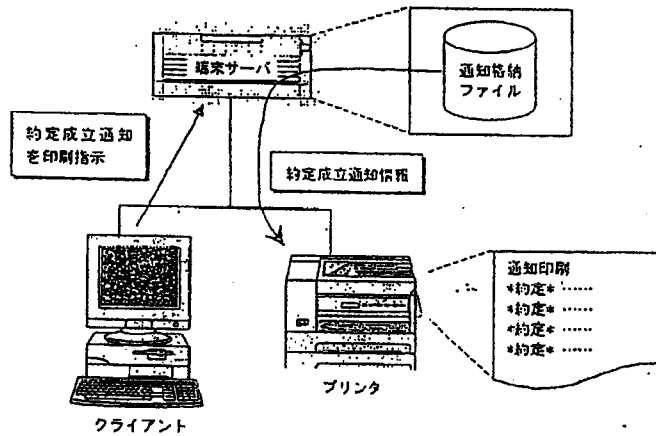 端末サーバ
通知格納
ファイル
約定成立通知
を印刷指示
約定成立通知情報
通知印刷
*約定* ……
*約定* ……
*約定* ……
*約定* ……
プリンタ
クライアント